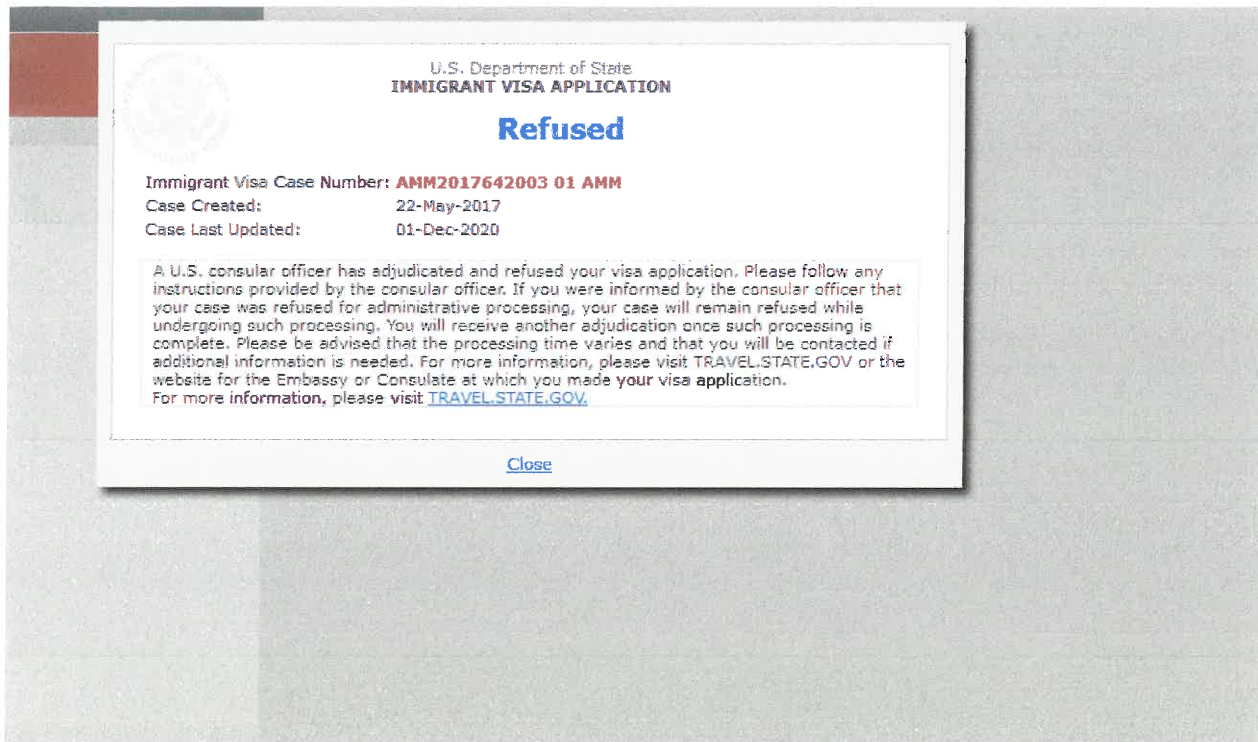 U.S. Department of State
IMMIGRANT VISA APPLICATION
Refused
Immigrant Visa Case Number: AMM2017642003 01 AMM
Case Created: 22-May-2017
Case Last Updated: 01-Dec-2020
A U.S. consular officer has adjudicated and refused your visa application. Please follow any
instructions provided by the consular officer. If you were informed by the consular officer that
your case was refused for administrative processing, your case will remain refused while
undergoing such processing. You will receive another adjudication once such processing is
complete. Please be advised that the processing time varies and that you will be contacted if
additional information is needed. For more information, please visit TRAVEL.STATE.GOV or the
website for the Embassy or Consulate at which you made your visa application.
For more information, please visit TRAVEL.STATE.GOV.
Close